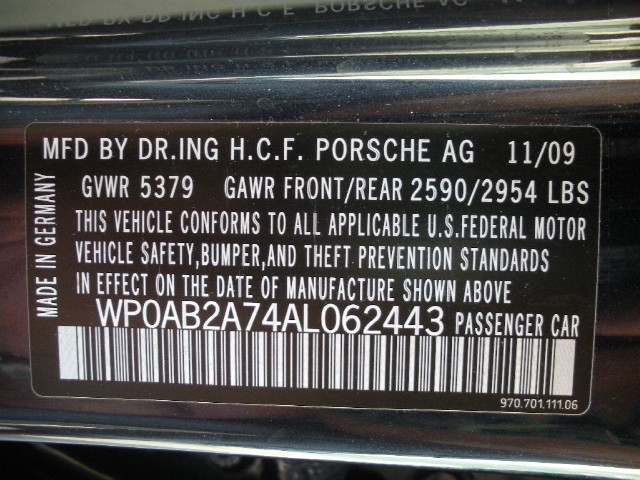 MFD BY DR.ING H.C.F. PORSCHE AG 11/09
GVWR 5379 GAWR FRONT/REAR 2590/2954 LBS
THIS VEHICLE CONFORMS TO ALL APPLICABLE U.S.FEDERAL MOTOR
VEHICLE SAFETY,BUMPER,AND THEFT PREVENTION STANDARDS
IN EFFECT ON THE DATE OF MANUFACTURE SHOWN ABOVE
WP0AB2A74AL062443 PASSENGER CAR
970.701.111.06
MADE IN GERMANY